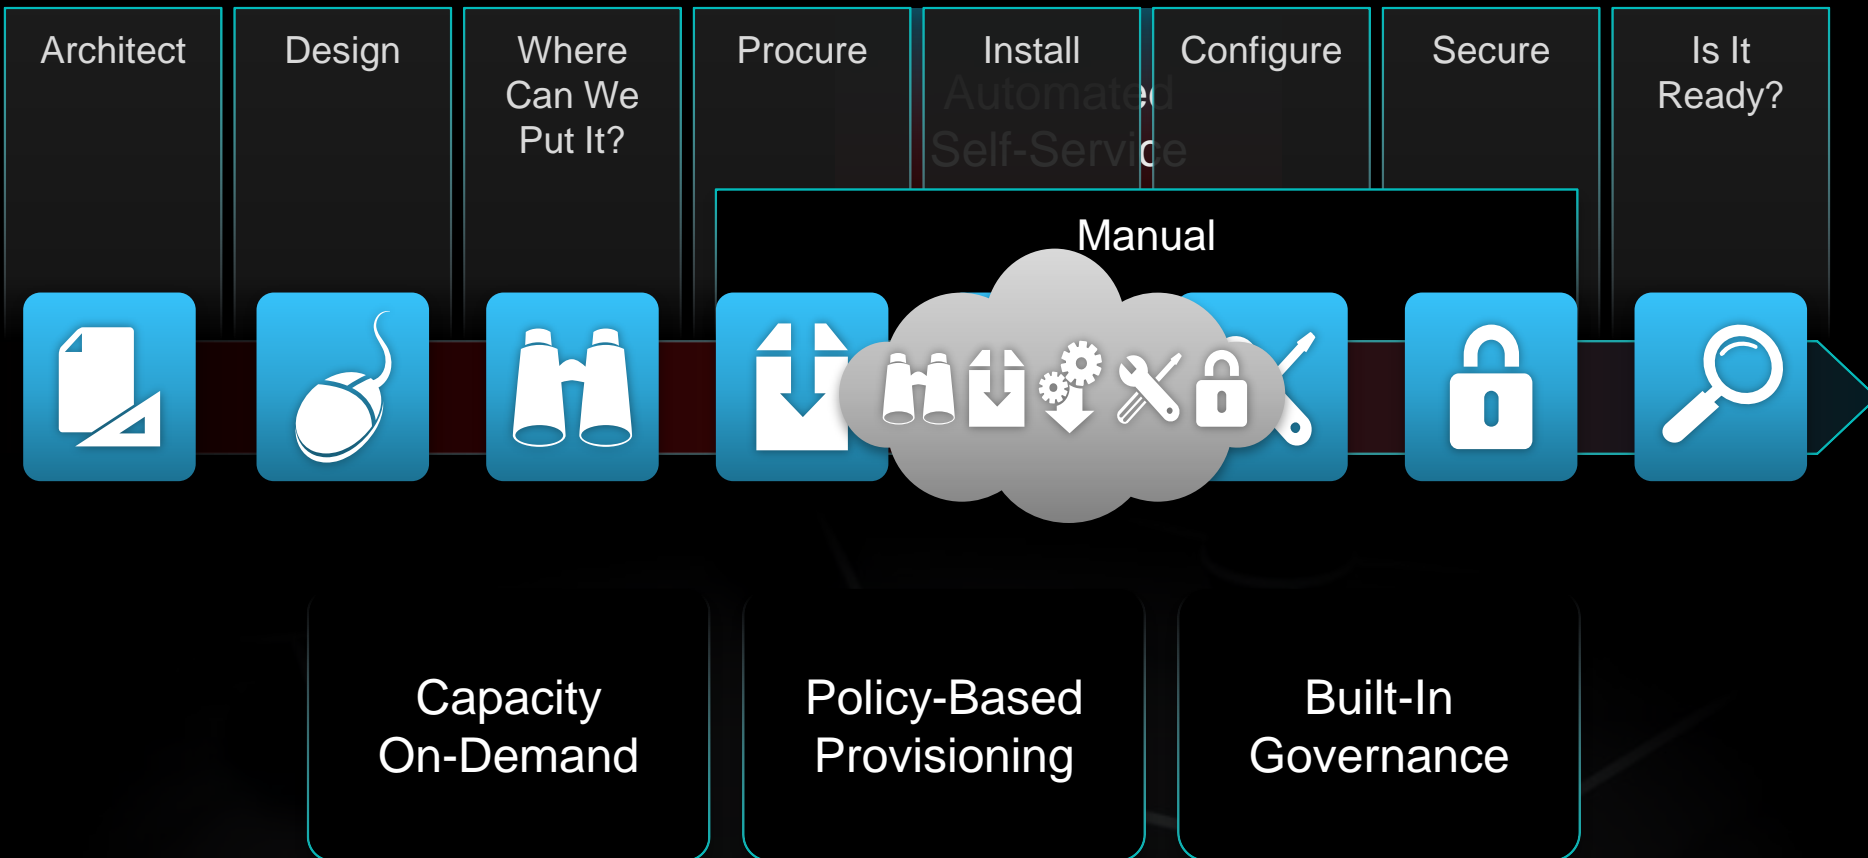 Architect
Design
Where
Can We
Put It?
Procure
Install
Configure
Secure
Is It
Ready?
Automated
Self-Service
Manual
Capacity
On-Demand
Policy-Based
Provisioning
Built-In
Governance